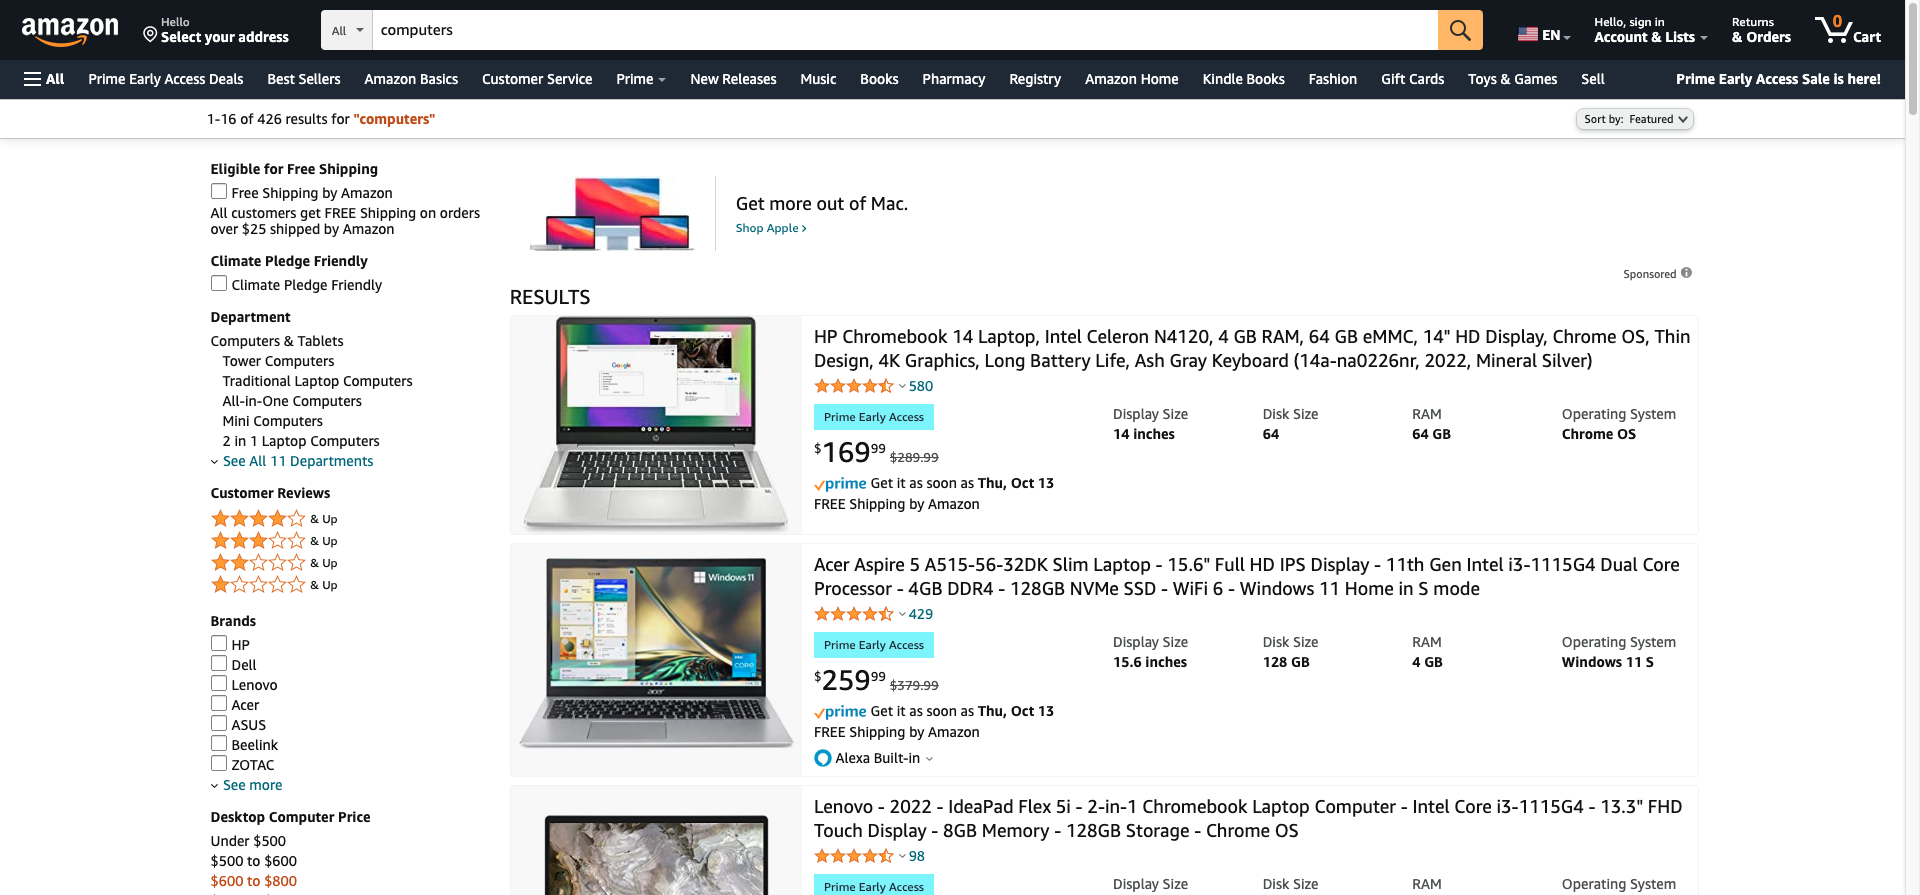 amazon
Hello
Select your address
All
computers
EN
Hello, sign in
Account & Lists
Returns
& Orders
0
Cart
All
Prime Early Access Deals
Best Sellers
Amazon Basics
Customer Service
Prime
New Releases
Music
Books
Pharmacy
Registry
Amazon Home
Kindle Books
Fashion
Gift Cards
Toys & Games
Sell
Prime Early Access Sale is here!
1-16 of 426 results for "computers"
Sort by: Featured
Eligible for Free Shipping
Free Shipping by Amazon
All customers get FREE Shipping on orders
over $25 shipped by Amazon
Climate Pledge Friendly
Climate Pledge Friendly
Department
Computers & Tablets
Tower Computers
Traditional Laptop Computers
All-in-One Computers
Mini Computers
2 in 1 Laptop Computers
See All 11 Departments
Customer Reviews
& Up
& Up
& Up
& Up
Brands
HP
Dell
Lenovo
Acer
ASUS
Beelink
ZOTAC
See more
Desktop Computer Price
Under $500
$500 to $600
$600 to $800
Get more out of Mac.
Shop Apple ›
Sponsored
RESULTS
Google
HP Chromebook 14 Laptop, Intel Celeron N4120, 4 GB RAM, 64 GB eMMC, 14" HD Display, Chrome OS, Thin
Design, 4K Graphics, Long Battery Life, Ash Gray Keyboard (14a-na0226nr, 2022, Mineral Silver)
580
Prime Early Access
$169.99 $289.99
prime Get it as soon as Thu, Oct 13
FREE Shipping by Amazon
Display Size
14 inches
Disk Size
64
RAM
64 GB
Operating System
Chrome OS
Windows 11
intel
CORE
acer
Acer Aspire 5 A515-56-32DK Slim Laptop - 15.6" Full HD IPS Display - 11th Gen Intel i3-1115G4 Dual Core
Processor - 4GB DDR4 - 128GB NVMe SSD - WiFi 6 - Windows 11 Home in S mode
429
Prime Early Access
$259.99 $379.99
prime Get it as soon as Thu, Oct 13
FREE Shipping by Amazon
Alexa Built-in
Display Size
15.6 inches
Disk Size
128 GB
RAM
4 GB
Operating System
Windows 11 S
Lenovo - 2022 - IdeaPad Flex 5i - 2-in-1 Chromebook Laptop Computer - Intel Core i3-1115G4 - 13.3" FHD
Touch Display - 8GB Memory - 128GB Storage - Chrome OS
98
Prime Early Access
Display Size
Disk Size
RAM
Operating System